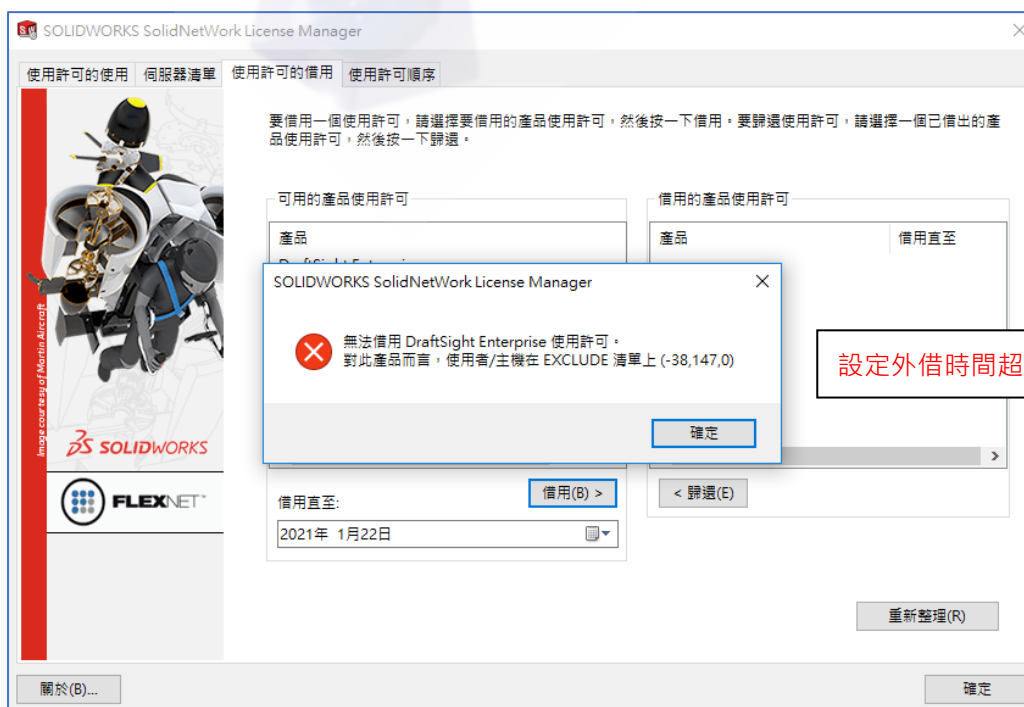 SOLIDWORKS SolidNetWork License Manager
使用許可的使用
伺服器清單
使用許可的借用
使用許可順序
要借用一個使用許可，請選擇要借用的產品使用許可，然後按一下借用。要歸還使用許可，請選擇一個已借出的產
品使用許可，然後按一下歸還。
可用的產品使用許可
產品
借用的產品使用許可
產品
借用直至
SOLIDWORKS SolidNetWork License Manager
無法借用 DraftSight Enterprise 使用許可。
對此產品而言，使用者/主機在 EXCLUDE 清單上 (-38,147,0)
確定
設定外借時間超
Image courtesy of Martin Aircraft
SOLIDWORKS
FLEXNET
借用(B) >
< 歸還(E)
借用直至:
2021年 1月22日
重新整理(R)
關於(B)...
確定